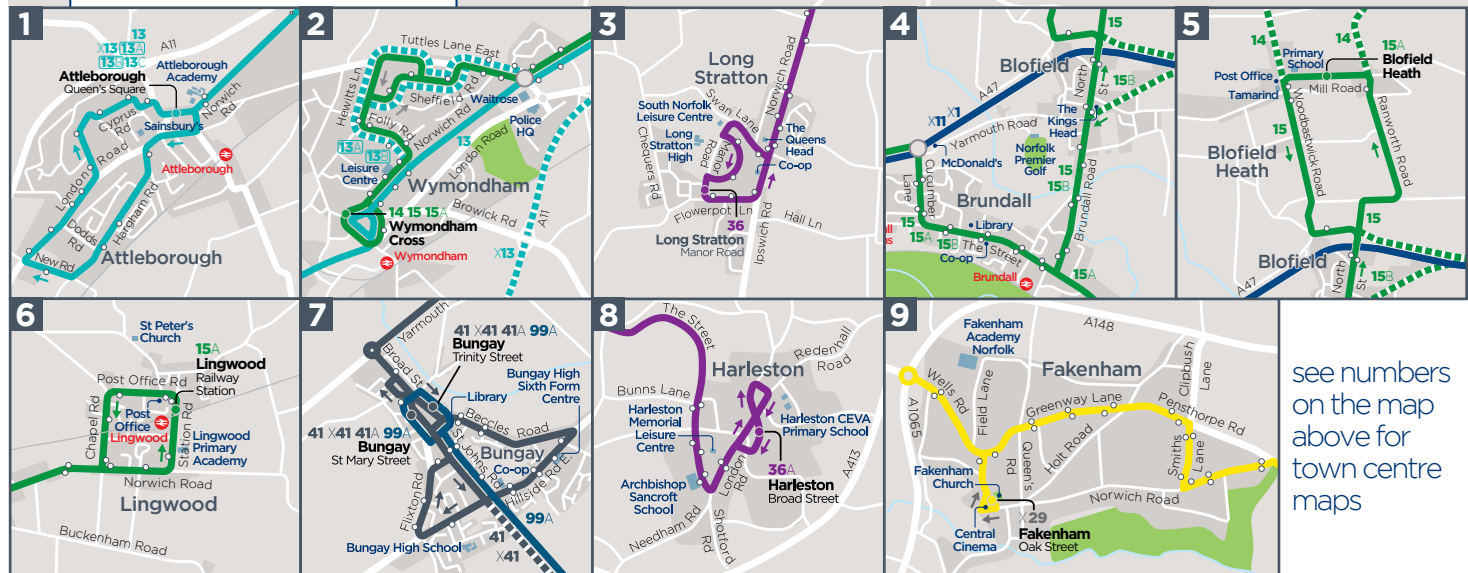 1
13
X13 13A
13B 13C
A11
Attleborough
Queen's Square
Attleborough
Academy
Norwich
Rd
Cyprus
Rd
Sainsbury's
Attleborough
London
Road
Dodds
Rd
Hargham Rd
New Rd
Attleborough
2
Tuttles Lane East
Hewitts Ln
Sheffield
Rd
Waitrose
Folly Rd
Norwich Rd
13
London Road
Police
HQ
13A
13B
Leisure
Centre
Wymondham
14 15 15A
Wymondham
Cross
Browick Rd
A11
Wymondham
X13
3
Long
Stratton
Norwich Road
South Norfolk
Leisure Centre
Swan Lane
Long
Stratton
High
Manor
Road
The
Queens
Head
Co-op
Chequers Rd
Flowerpot Ln
36
Long Stratton
Manor Road
Ipswich Rd
Hall Ln
4
15
Blofield
North
St
15B
A47
X11 X1
Yarmouth Road
The
Kings
Head
McDonald's
Norfolk
Premier
Golf
15
15B
Cucumber
Lane
Brundall
Brundall Road
Library
15
15A
15B
The Street
Co-op
Brundall
15A
5
14
14
Primary
School
15A
Blofield
Heath
Post Office
Tamarind
Mill Road
Woodbastwick Road
15
Ranworth Road
Blofield
Heath
15
Blofield
A47
North
St
15B
6
St Peter's
Church
15A
Lingwood
Railway
Station
Post Office Rd
Chapel Rd
Post
Office
Lingwood
Station Rd
Lingwood
Primary
Academy
Norwich Road
Lingwood
Buckenham Road
7
Yarmouth
41 X41 41A 99A
Bungay
Trinity Street
Broad St
Bungay High
Sixth Form
Centre
Library
Beccles Road
41 X41 41A 99A
Bungay
St Mary Street
St Johns Rd
Bungay
Co-op
Hillside Rd E.
Flixton Rd
99A
Bungay High School
41
X41
8
The Street
Redenhall
Road
Bunns Lane
Harleston
Harleston
Memorial
Leisure
Centre
Harleston CEVA
Primary School
London
Rd
36A
Harleston
Broad Street
A413
Archbishop
Sancroft
School
Needham Rd
Shotford
Rd
9
A148
Fakenham
Academy
Norfolk
Fakenham
Clipbush
Lane
Wells Rd
Field Lane
A1065
Greenway Lane
Pensthorpe Rd
Holt Road
Queen's
Rd
Smiths
Lane
Fakenham
Church
Norwich Road
X29
Fakenham
Oak Street
Central
Cinema
see numbers
on the map
above for
town centre
maps